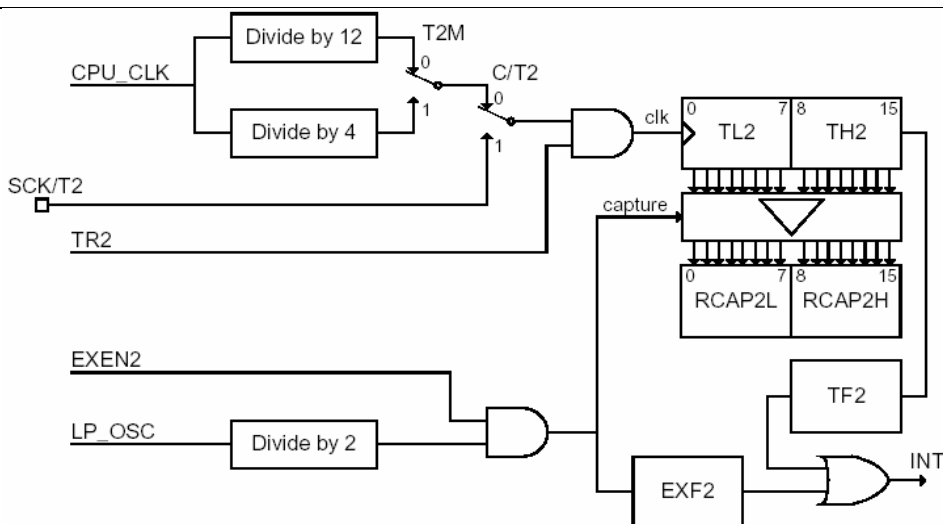 Divide by 12
T2M
0
CPU_CLK
C/T2
0
1
Divide by 4
1
clk
0 7 8 15
TL2 TH2
SCK/T2
capture
TR2
0 7 8 15
RCAP2L RCAP2H
EXEN2
TF2
LP_OSC
Divide by 2
INT
EXF2